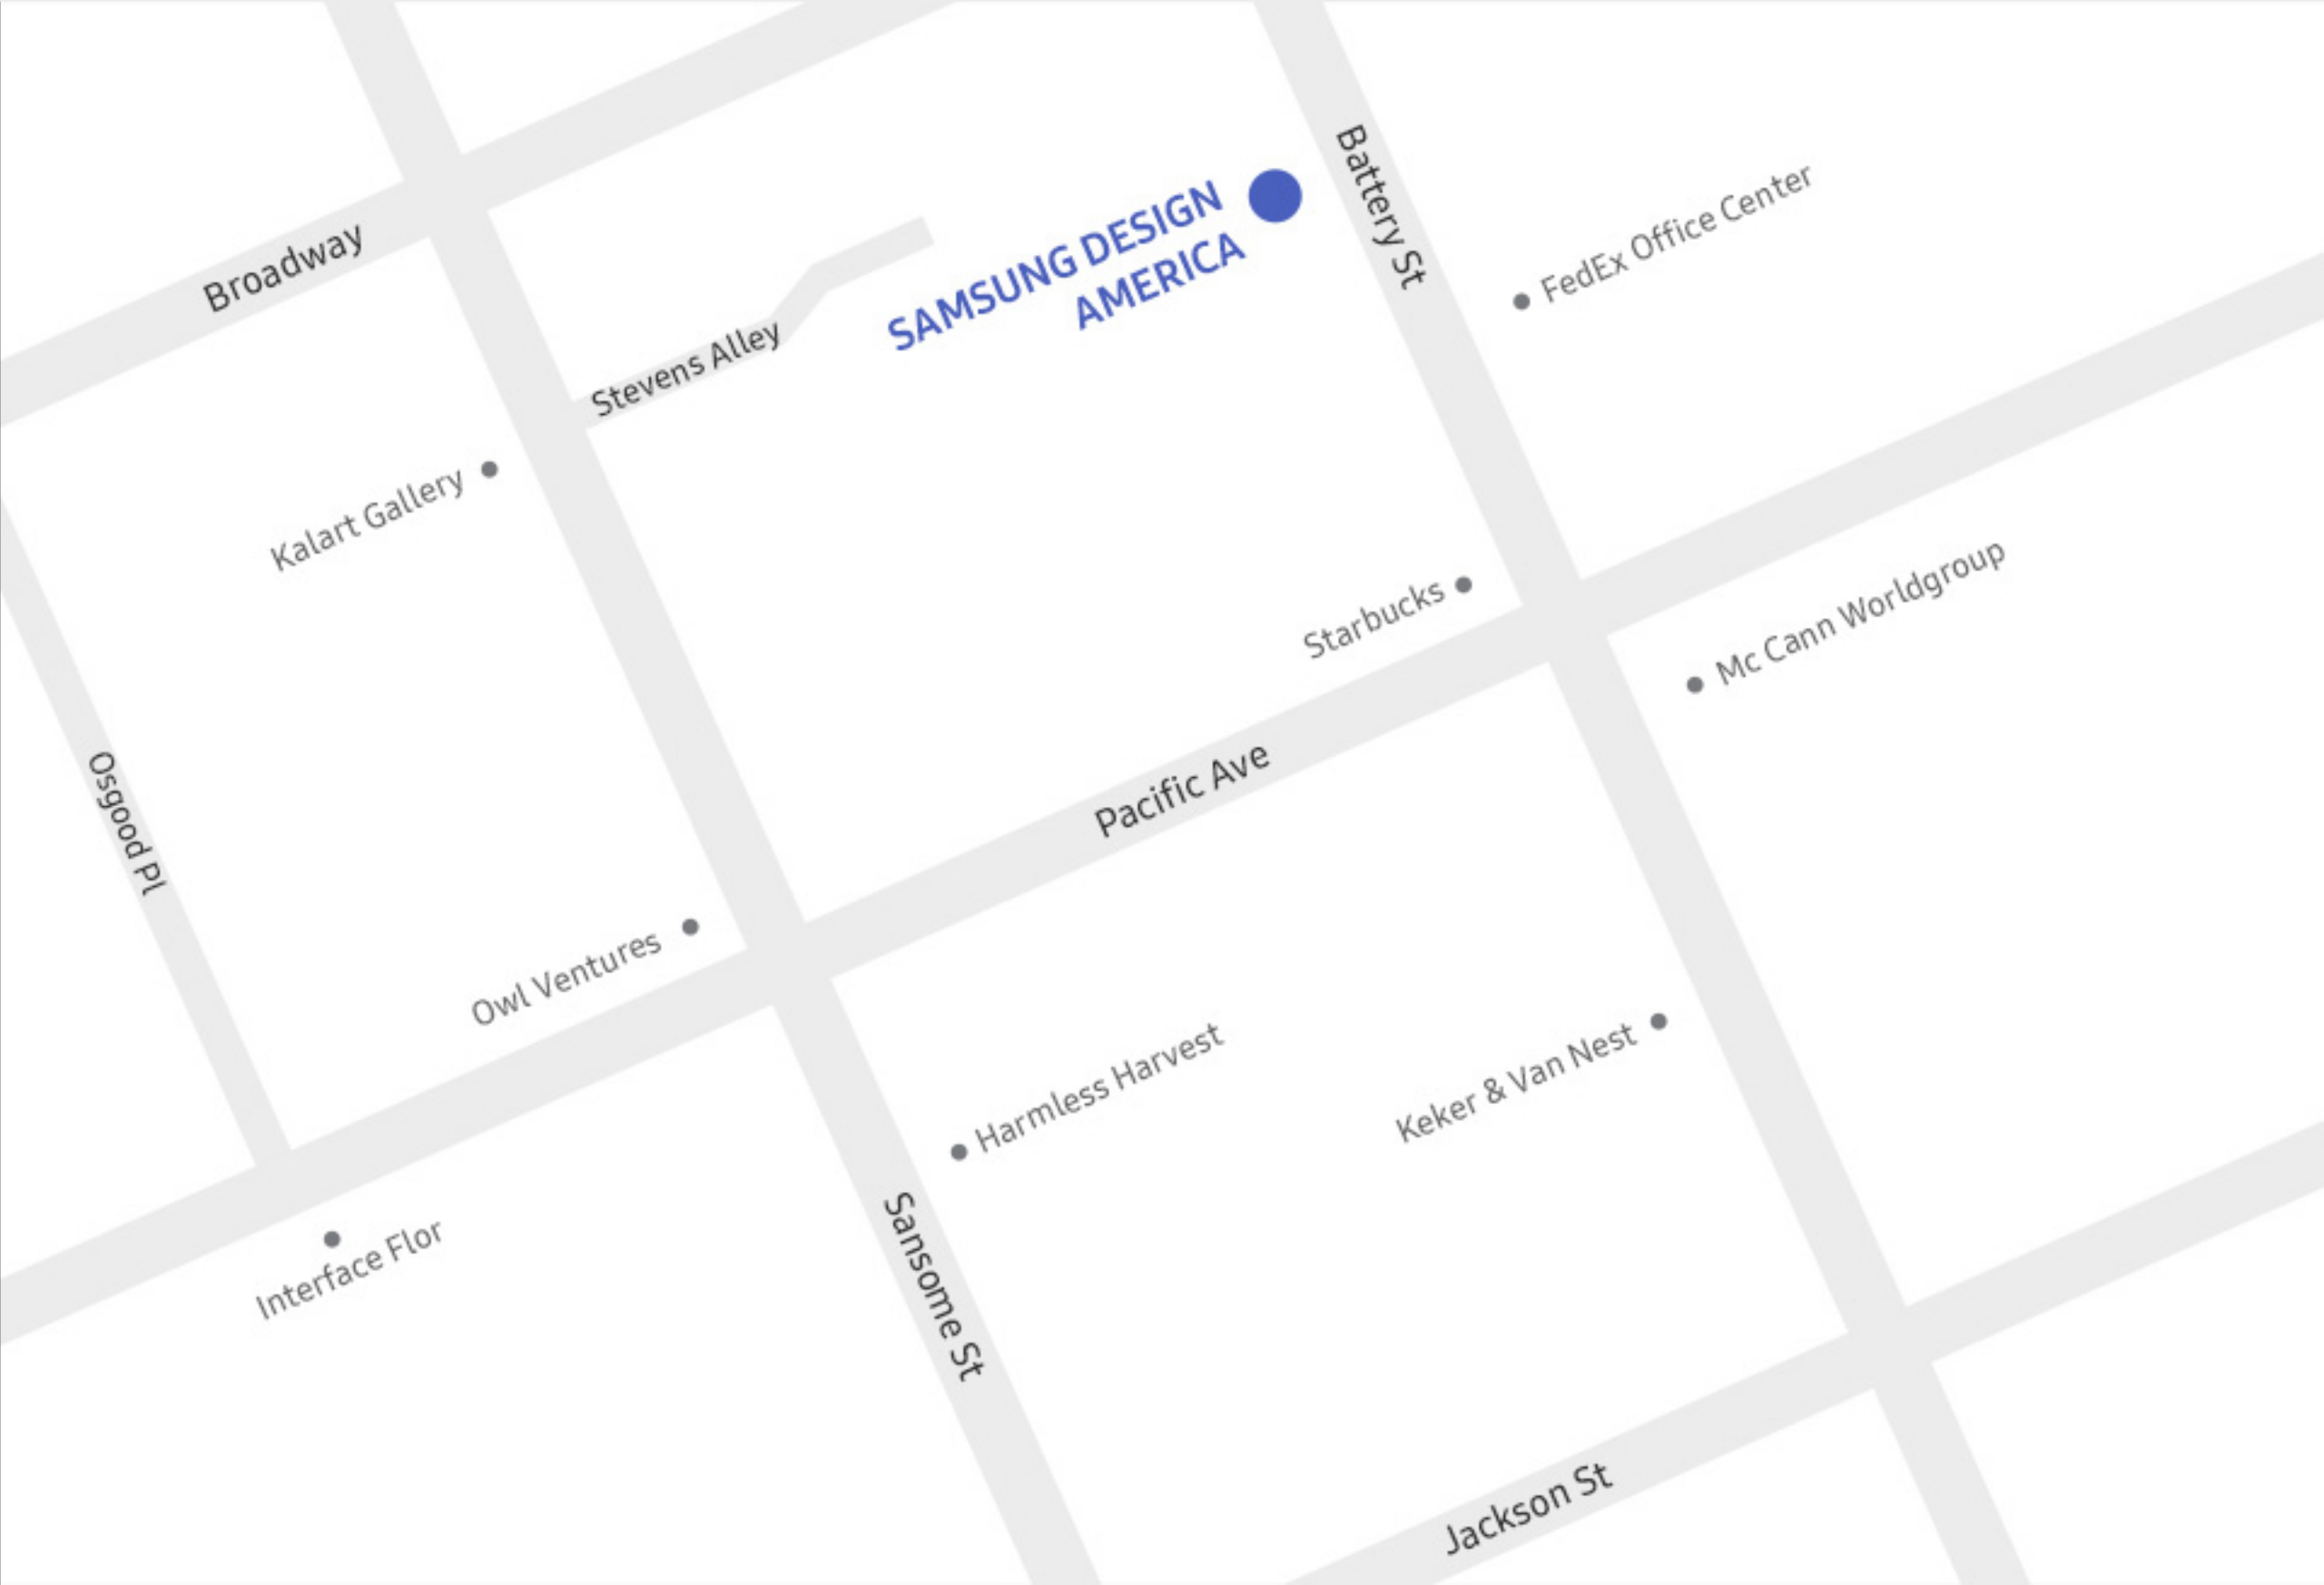 Broadway
Battery St
FedEx Office Center
SAMSUNG DESIGN
AMERICA
Stevens Alley
Kalart Gallery
Starbucks
Mc Cann Worldgroup
Pacific Ave
Osgood Pl
Owl Ventures
Harmless Harvest
Keker & Van Nest
Interface Flor
Sansome St
Jackson St